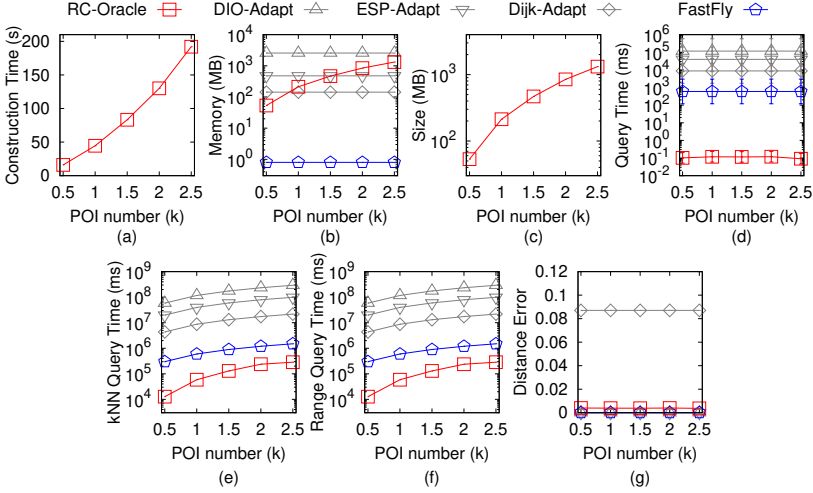 RC-Oracle DIO-Adapt ESP-Adapt Dijk-Adapt FastFly
Construction Time (s)
200
150
100
50
0
0.5 1 1.5 2 2.5
POI number (k)
(a)
Memory (MB)
10^4
10^3
10^2
10^1
10^0
0.5 1 1.5 2 2.5
POI number (k)
(b)
Size (MB)
10^3
10^2
0.5 1 1.5 2 2.5
POI number (k)
(c)
Query Time (ms)
10^6
10^5
10^4
10^3
10^2
10^1
10^0
10^-1
10^-2
0.5 1 1.5 2 2.5
POI number (k)
(d)
kNN Query Time (ms)
10^9
10^8
10^7
10^6
10^5
10^4
0.5 1 1.5 2 2.5
POI number (k)
(e)
Range Query Time (ms)
10^9
10^8
10^7
10^6
10^5
10^4
0.5 1 1.5 2 2.5
POI number (k)
(f)
Distance Error
0.12
0.1
0.08
0.06
0.04
0.02
0
0.5 1 1.5 2 2.5
POI number (k)
(g)